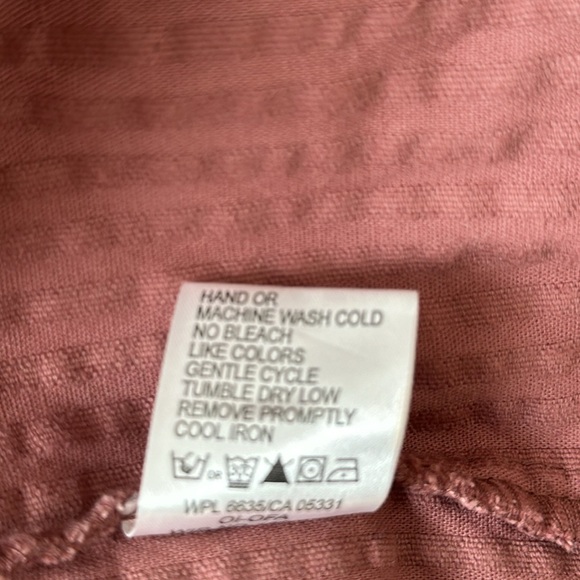 HAND OR
MACHINE WASH COLD
NO BLEACH
LIKE COLORS
GENTLE CYCLE
TUMBLE DRY LOW
REMOVE PROMPTLY
COOL IRON
OR
WPL 6635/CA 05331